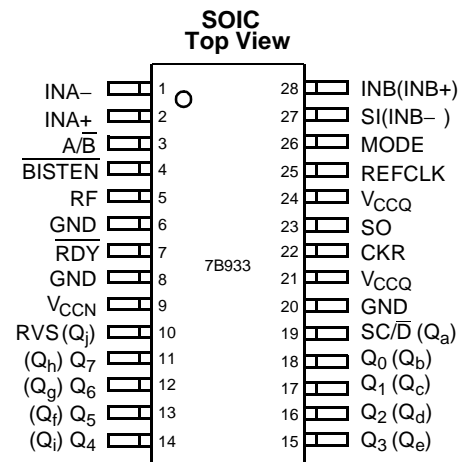 SOIC
Top View
INA− 1 28 INB(INB+)
INA+ 2 27 SI(INB− )
A/B̅ 3 26 MODE
B̅I̅S̅T̅E̅N̅ 4 25 REFCLK
RF 5 24 VCCQ
GND 6 23 SO
R̅D̅Y̅ 7 22 CKR
7B933
GND 8 21 VCCQ
VCCN 9 20 GND
RVS(Qj) 10 19 SC/D̅ (Qa)
(Qh) Q7 11 18 Q0 (Qb)
(Qg) Q6 12 17 Q1 (Qc)
(Qf) Q5 13 16 Q2 (Qd)
(Qi) Q4 14 15 Q3 (Qe)